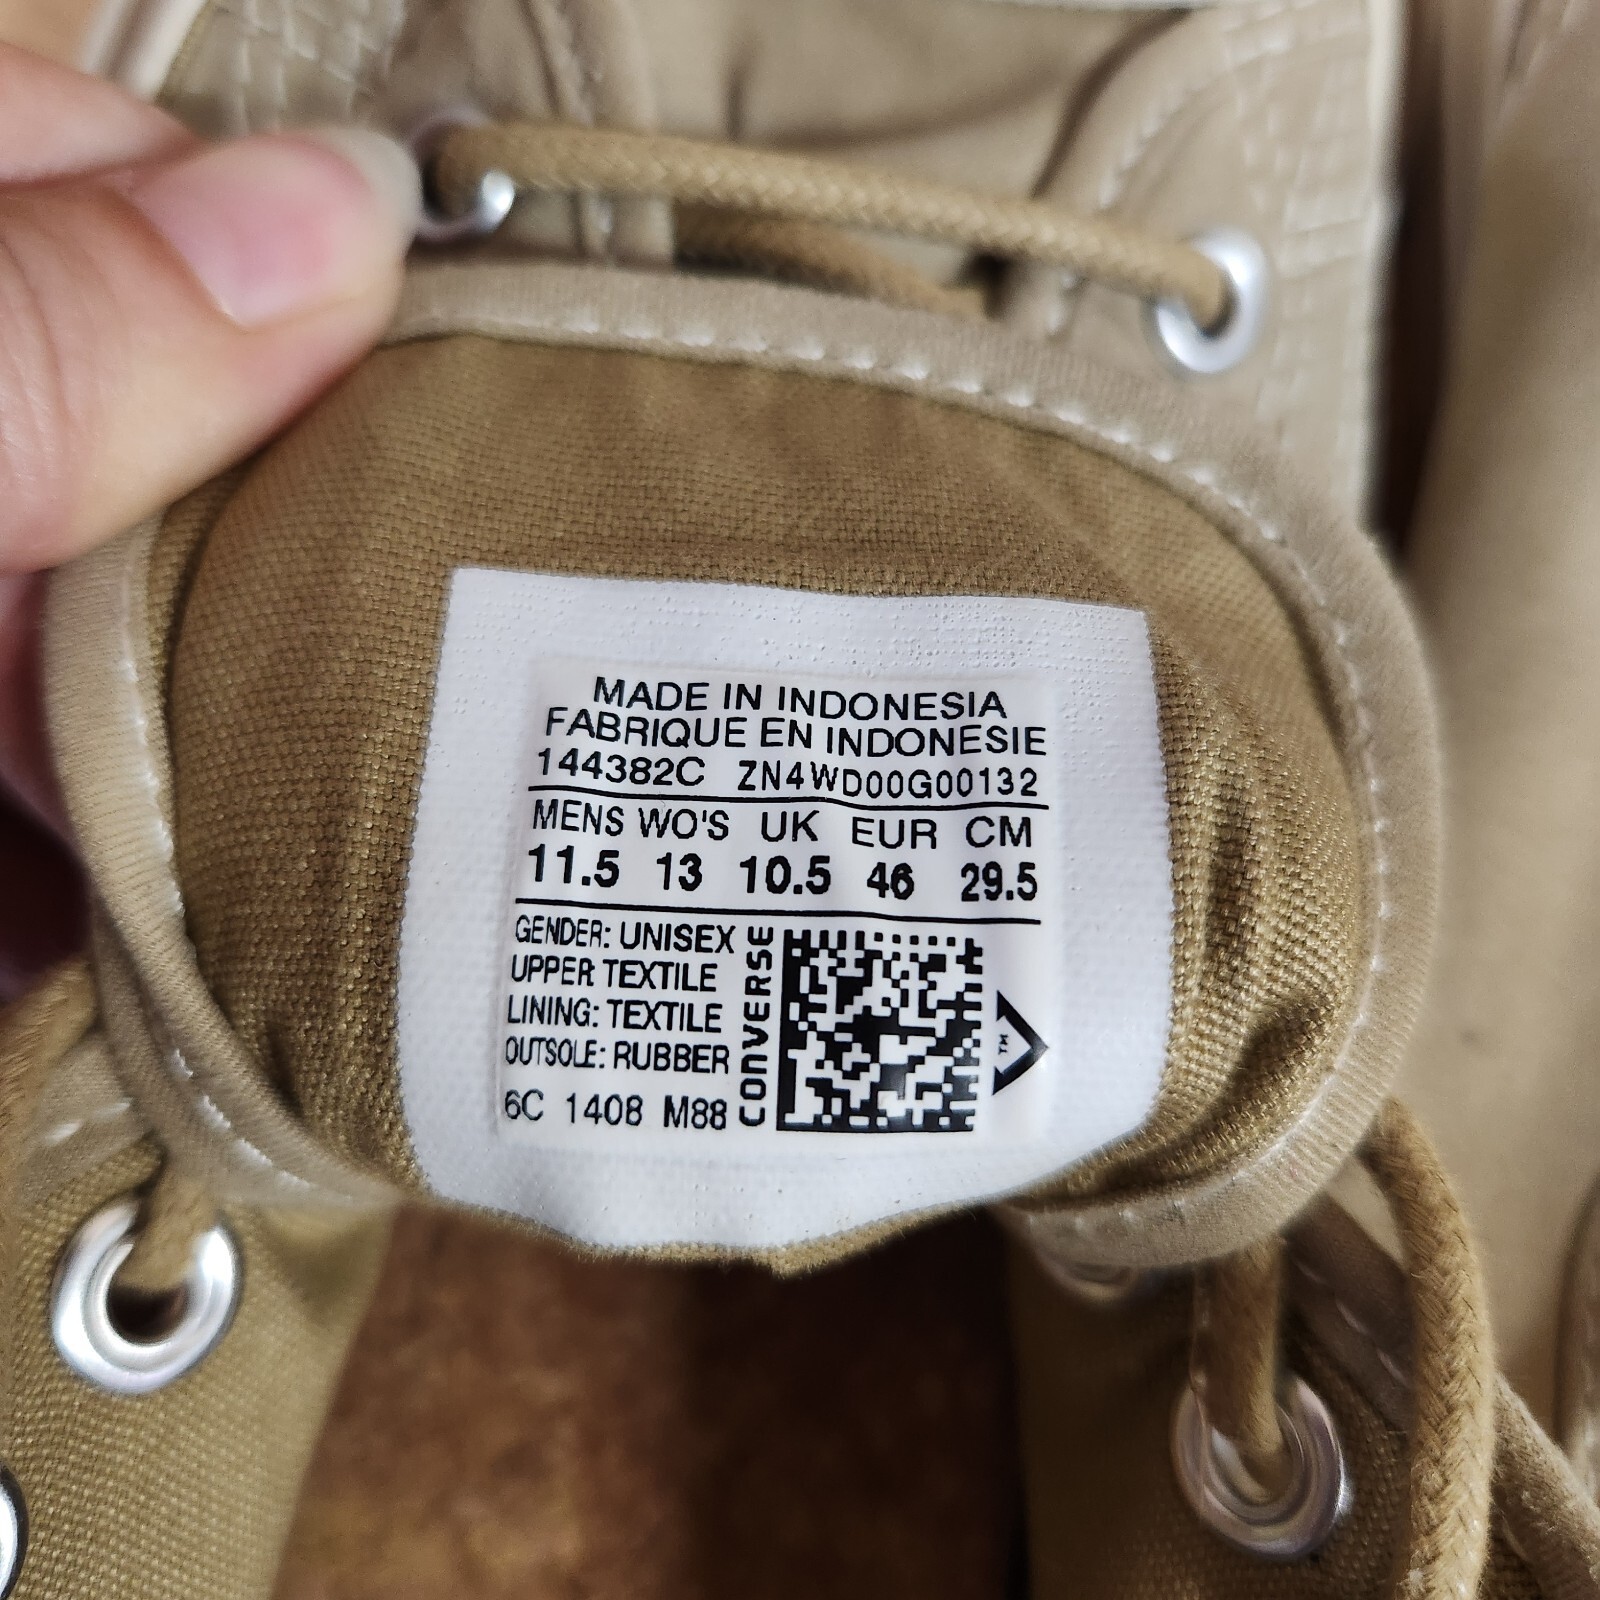 MADE IN INDONESIA
FABRIQUE EN INDONESIE
144382C ZN4WD00G00132
MENS WO'S UK EUR CM
11.5 13 10.5 46 29.5
GENDER: UNISEX
UPPER: TEXTILE
LINING: TEXTILE
OUTSOLE: RUBBER
6C 1408 M88
CONVERSE
TM